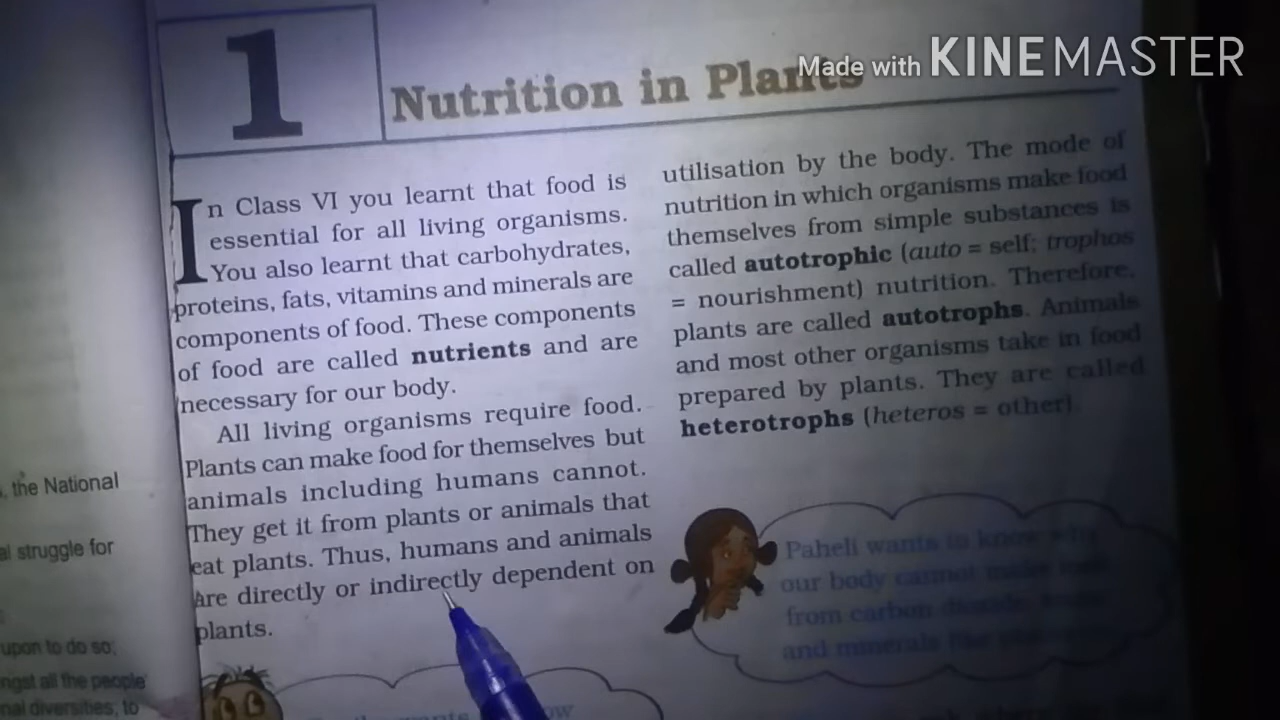 Made with KINEMASTER
1
Nutrition in Plants
In Class VI you learnt that food is
essential for all living organisms.
You also learnt that carbohydrates,
proteins, fats, vitamins and minerals are
components of food. These components
of food are called nutrients and are
necessary for our body.
All living organisms require food.
Plants can make food for themselves but
animals including humans cannot.
They get it from plants or animals that
eat plants. Thus, humans and animals
are directly or indirectly dependent on
plants.
utilisation by the body. The mode of
nutrition in which organisms make food
themselves from simple substances is
called autotrophic (auto = self; trophos
= nourishment) nutrition. Therefore,
plants are called autotrophs. Animals
and most other organisms take in food
prepared by plants. They are called
heterotrophs (heteros = other).
Paheli wants to know why
our body cannot make food
from carbon dioxide
and minerals like
wants
the National
struggle for
upon to do so;
all the people
diversities; to